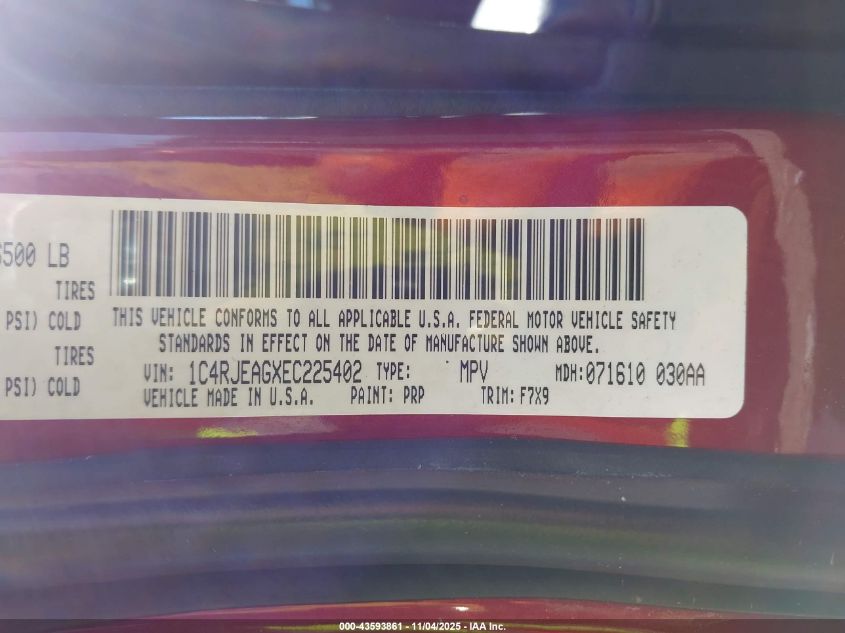 500 LB
TIRES
PSI) COLD
TIRES
PSI) COLD
THIS VEHICLE CONFORMS TO ALL APPLICABLE U.S.A. FEDERAL MOTOR VEHICLE SAFETY
STANDARDS IN EFFECT ON THE DATE OF MANUFACTURE SHOWN ABOVE.
VIN: 1C4RJEAGXEC225402 TYPE: MPV MDH:071610 030AA
VEHICLE MADE IN U.S.A. PAINT: PRP TRIM: F7X9
000-43593861 - 11/04/2025 - IAA Inc.